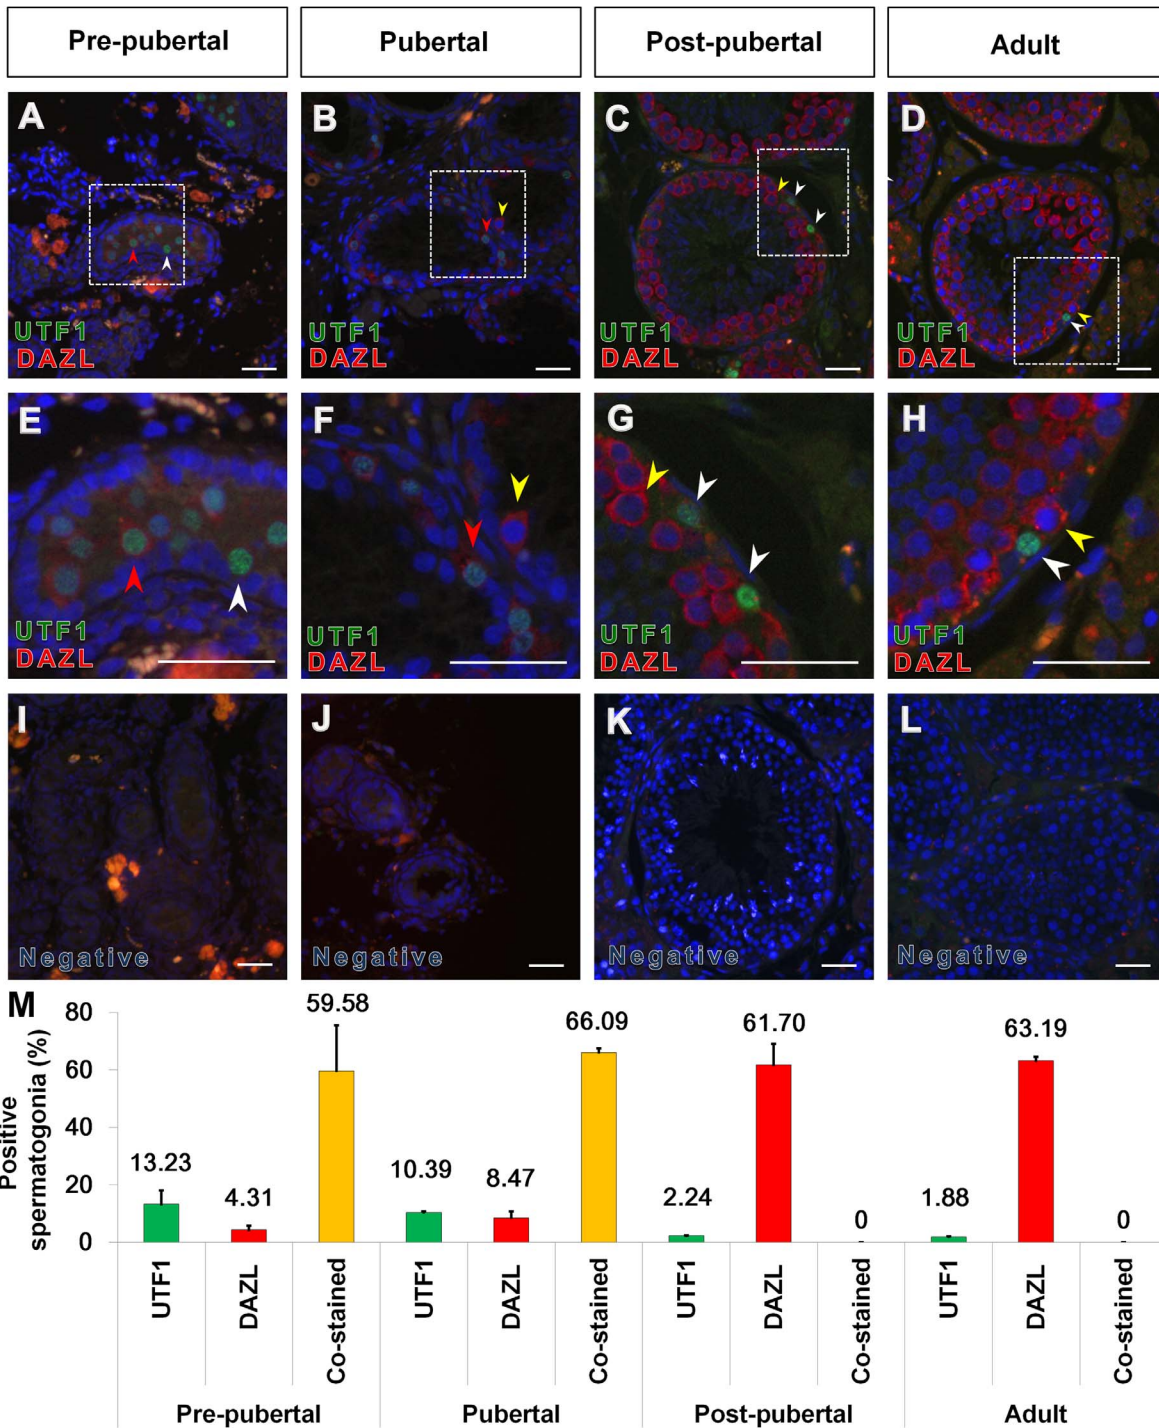 Pre-pubertal
Pubertal
Post-pubertal
Adult
A
UTF1
DAZL
B
UTF1
DAZL
C
UTF1
DAZL
D
UTF1
DAZL
E
UTF1
DAZL
F
UTF1
DAZL
G
UTF1
DAZL
H
UTF1
DAZL
I
Negative
J
Negative
K
Negative
L
Negative
M
Positive
spermatogonia (%)
80
60
40
20
0
13.23
4.31
59.58
10.39
8.47
66.09
2.24
61.70
0
1.88
63.19
0
UTF1
DAZL
Co-stained
UTF1
DAZL
Co-stained
UTF1
DAZL
Co-stained
UTF1
DAZL
Co-stained
Pre-pubertal
Pubertal
Post-pubertal
Adult